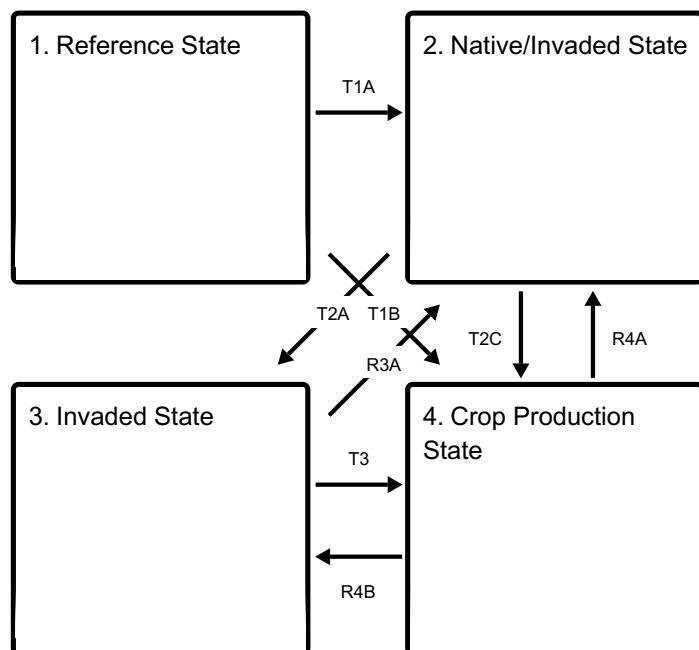 1. Reference State
2. Native/Invaded State
T1A
T2A
T1B
R3A
T2C
R4A
3. Invaded State
4. Crop Production
State
T3
R4B